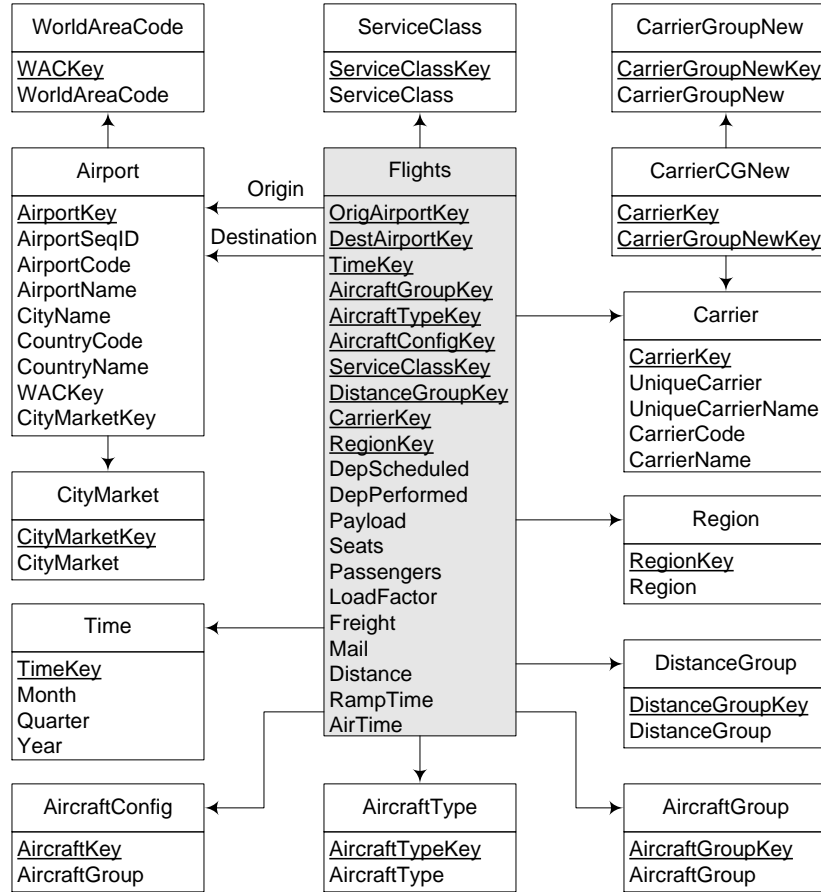 WorldAreaCode
WACKey
WorldAreaCode
ServiceClass
ServiceClassKey
ServiceClass
CarrierGroupNew
CarrierGroupNewKey
CarrierGroupNew
Airport
AirportKey
AirportSeqID
AirportCode
AirportName
CityName
CountryCode
CountryName
WACKey
CityMarketKey
Origin
Destination
Flights
OrigAirportKey
DestAirportKey
TimeKey
AircraftGroupKey
AircraftTypeKey
AircraftConfigKey
ServiceClassKey
DistanceGroupKey
CarrierKey
RegionKey
DepScheduled
DepPerformed
Payload
Seats
Passengers
LoadFactor
Freight
Mail
Distance
RampTime
AirTime
CarrierCGNew
CarrierKey
CarrierGroupNewKey
Carrier
CarrierKey
UniqueCarrier
UniqueCarrierName
CarrierCode
CarrierName
CityMarket
CityMarketKey
CityMarket
Region
RegionKey
Region
Time
TimeKey
Month
Quarter
Year
DistanceGroup
DistanceGroupKey
DistanceGroup
AircraftConfig
AircraftKey
AircraftGroup
AircraftType
AircraftTypeKey
AircraftType
AircraftGroup
AircraftGroupKey
AircraftGroup